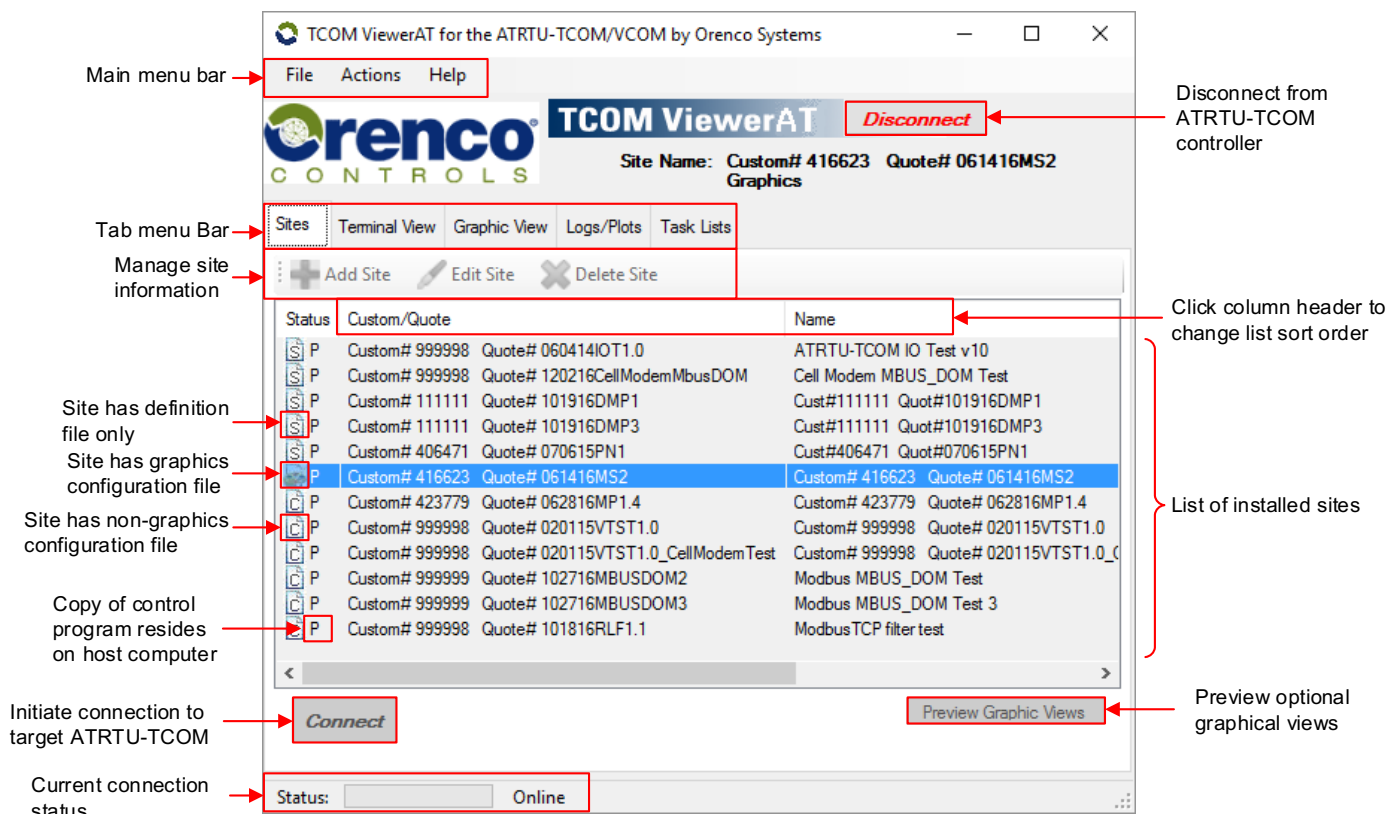 TCOM ViewerAT for the ATRTU-TCOM/VCOM by Orenco Systems
Main menu bar
File Actions Help
Disconnect from
ATRTU-TCOM
controller
Orenco
CONTROLS
TCOM ViewerAT
Disconnect
Site Name: Custom# 416623 Quote# 061416MS2
Graphics
Tab menu Bar
Sites Terminal View Graphic View Logs/Plots Task Lists
Manage site
information
Add Site Edit Site Delete Site
Click column header to
change list sort order
Status Custom/Quote Name
S P Custom# 999998 Quote# 060414IOT1.0 ATRTU-TCOM IO Test v10
S P Custom# 999998 Quote# 120216CellModemMbusDOM Cell Modem MBUS_DOM Test
S P Custom# 111111 Quote# 101916DMP1 Cust#111111 Quot#101916DMP1
S P Custom# 111111 Quote# 101916DMP3 Cust#111111 Quot#101916DMP3
S P Custom# 406471 Quote# 070615PN1 Cust#406471 Quot#070615PN1
P Custom# 416623 Quote# 061416MS2 Custom# 416623 Quote# 061416MS2
C P Custom# 423779 Quote# 062816MP1.4 Custom# 423779 Quote# 062816MP1.4
C P Custom# 999998 Quote# 020115VTST1.0 Custom# 999998 Quote# 020115VTST1.0
C P Custom# 999998 Quote# 020115VTST1.0_CellModemTest Custom# 999998 Quote# 020115VTST1.0_C
C P Custom# 999999 Quote# 102716MBUSDOM2 Modbus MBUS_DOM Test
C P Custom# 999999 Quote# 102716MBUSDOM3 Modbus MBUS_DOM Test 3
C P Custom# 999998 Quote# 101816RLF1.1 ModbusTCP filter test
Site has definition
file only
Site has graphics
configuration file
Site has non-graphics
configuration file
Copy of control
program resides
on host computer
List of installed sites
Initiate connection to
target ATRTU-TCOM
Connect
Preview Graphic Views
Preview optional
graphical views
Current connection
status
Status: Online